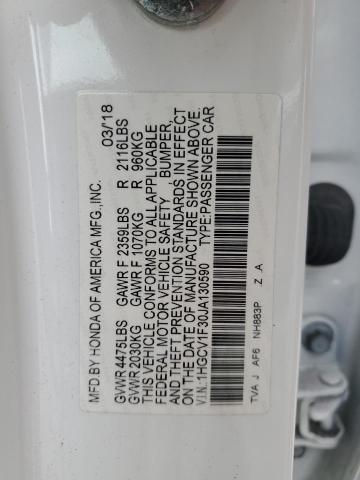 MFD.BY HONDA OF AMERICA MFG.,INC. 03/18
GVWR 4475LBS GAWR F 2359LBS R 2116LBS
GVWR 2030KG GAWR F 1070KG R 960KG
THIS VEHICLE CONFORMS TO ALL APPLICABLE
FEDERAL MOTOR VEHICLE SAFETY , BUMPER,
AND THEFT PREVENTION STANDARDS IN EFFECT
ON THE DATE OF MANUFACTURE SHOWN ABOVE.
V.I.N.:1HGCV1F30JA130590 TYPE:PASSENGER CAR
TVA J AF6 NH883P Z .A